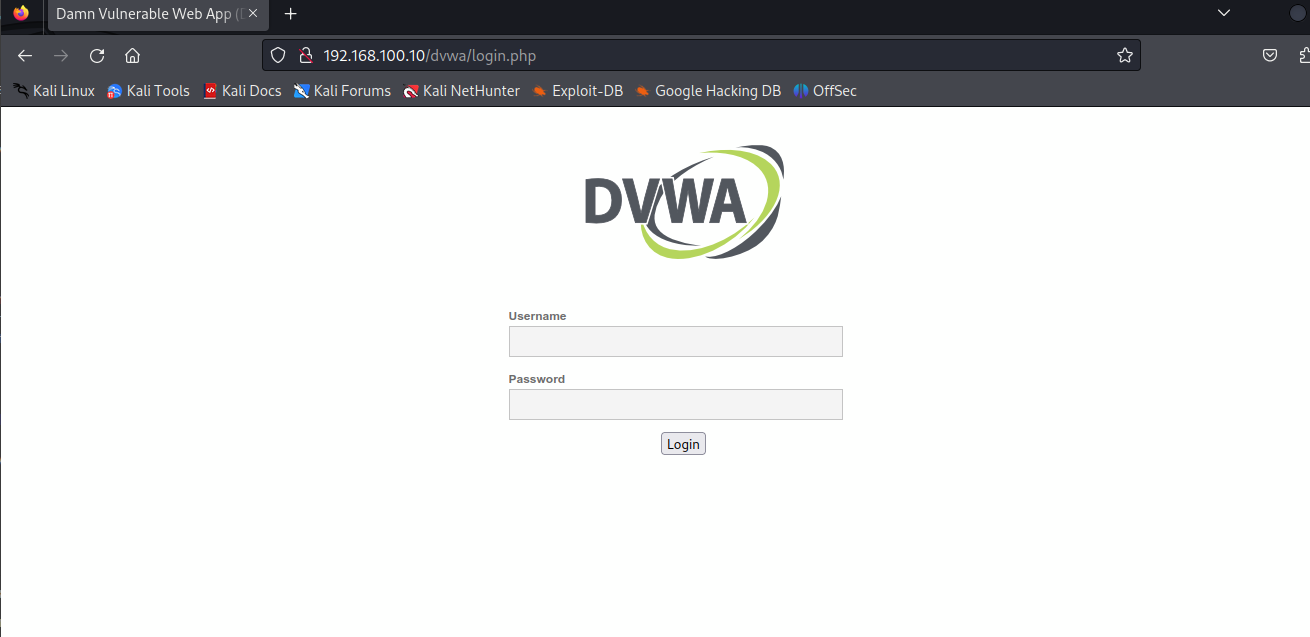 Damn Vulnerable Web App (D
192.168.100.10/dvwa/login.php
Kali Linux Kali Tools Kali Docs Kali Forums Kali NetHunter Exploit-DB Google Hacking DB OffSec
DVWA
Username
Password
Login